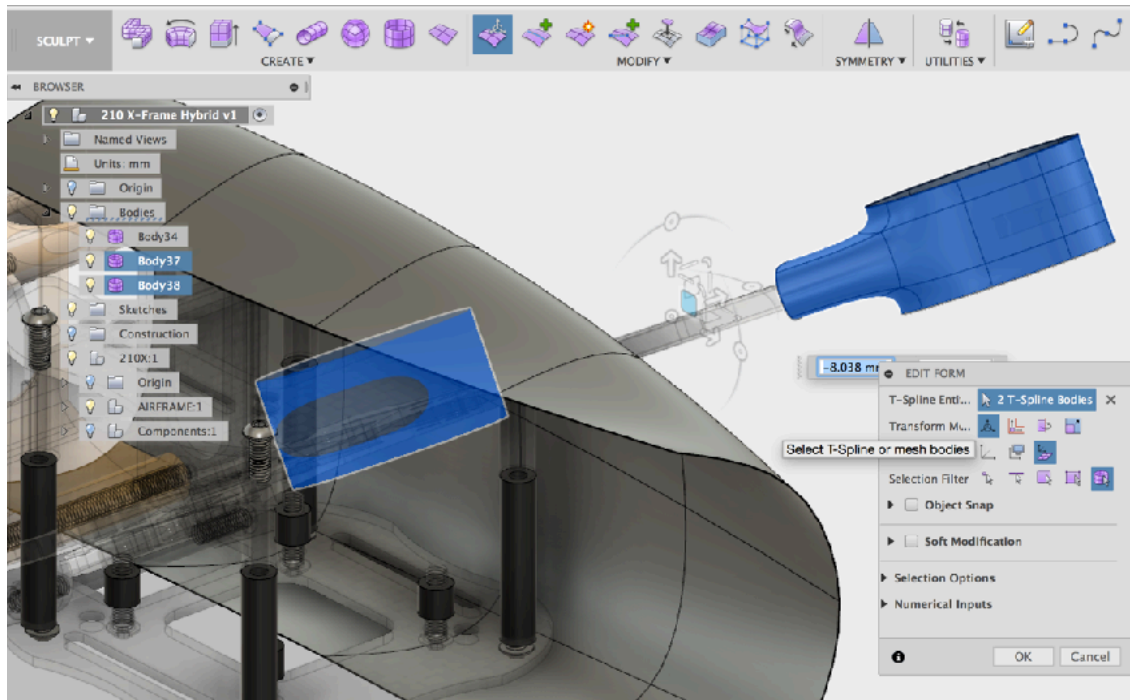 SCULPT ▾
CREATE ▾
MODIFY ▾
SYMMETRY ▾
UTILITIES ▾
BROWSER
210 X-Frame Hybrid v1
Named Views
Units: mm
Origin
Bodies
Body34
Body37
Body38
Sketches
Construction
210X:1
Origin
AIRFRAME:1
Components:1
-8.038 mm
EDIT FORM
T-Spline Enti... 2 T-Spline Bodies
Transform Mo...
Select T-Spline or mesh bodies
Selection Filter
Object Snap
Soft Modification
Selection Options
Numerical Inputs
OK Cancel